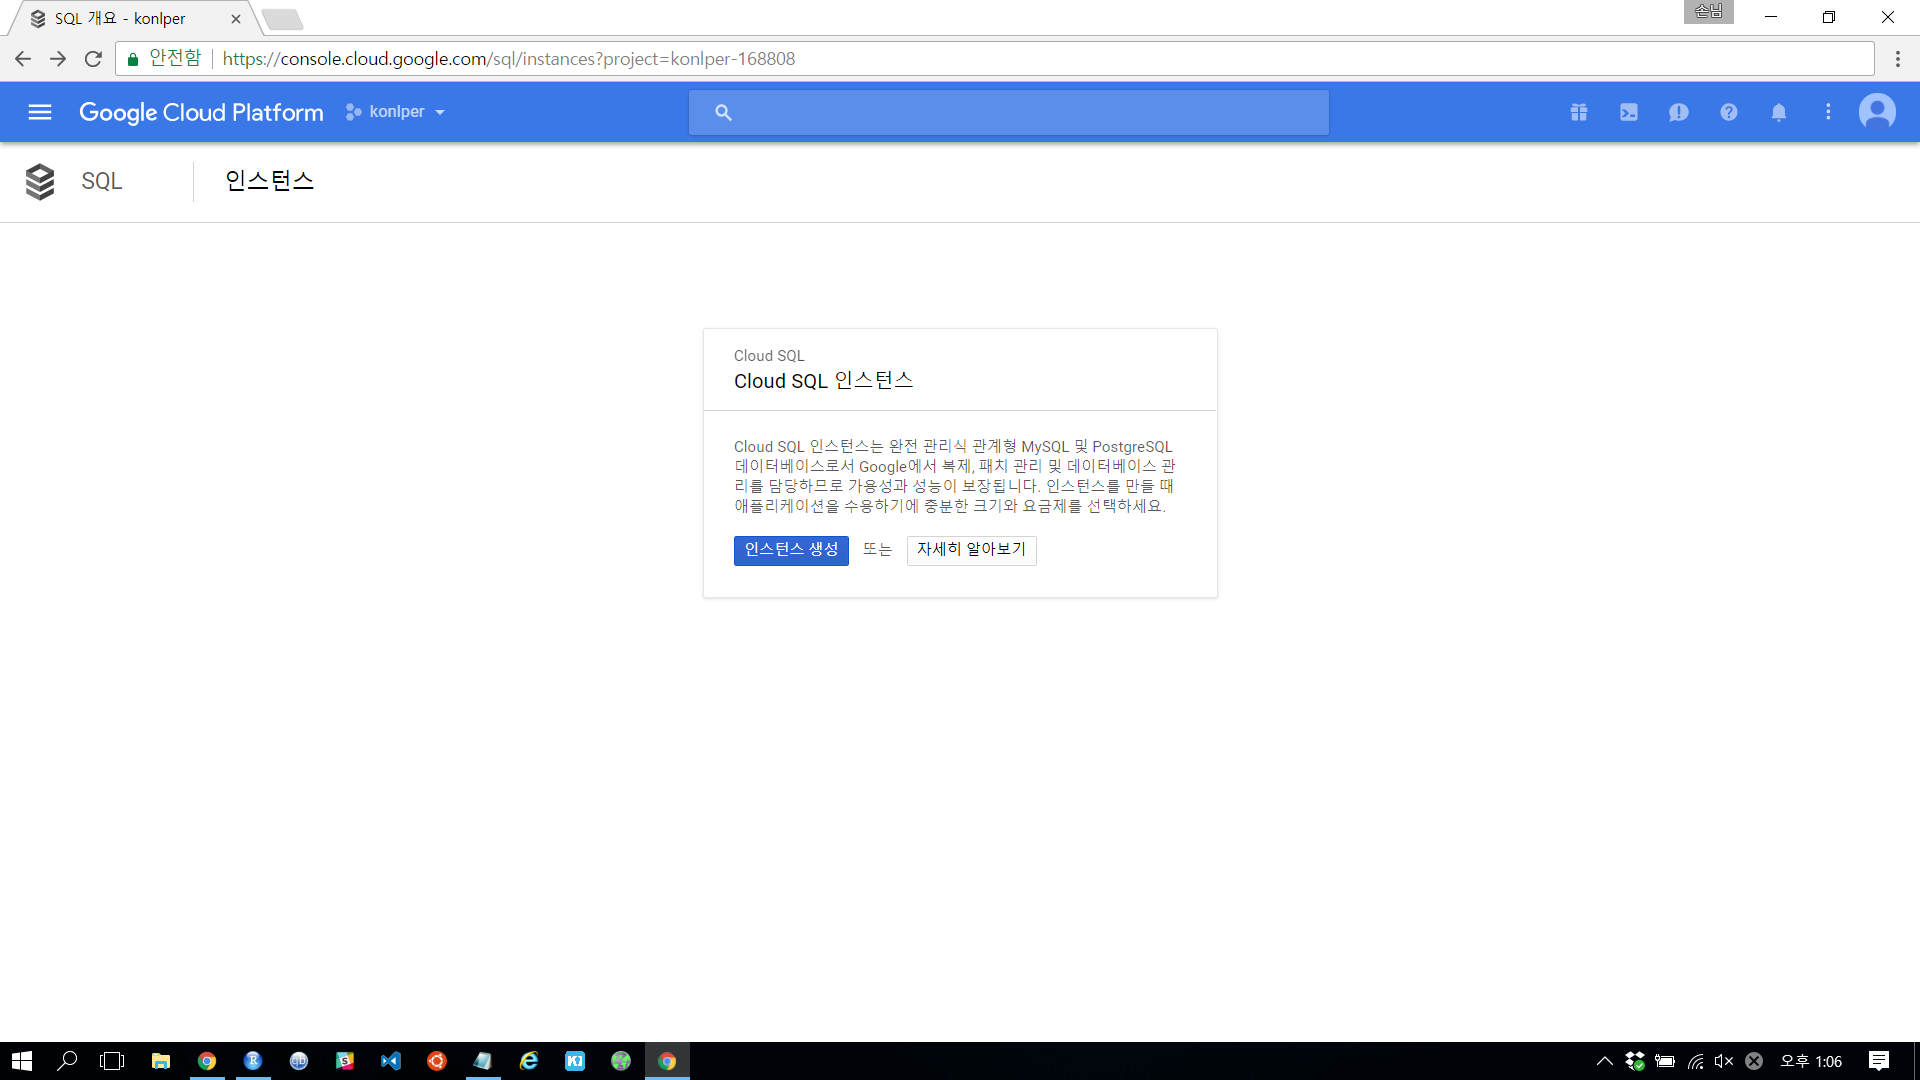 SQL 개요 - konlper
손님
안전함
https://console.cloud.google.com/sql/instances?project=konlper-168808
Google Cloud Platform
konlper
SQL
인스턴스
Cloud SQL
Cloud SQL 인스턴스
Cloud SQL 인스턴스는 완전 관리식 관계형 MySQL 및 PostgreSQL
데이터베이스로서 Google에서 복제, 패치 관리 및 데이터베이스 관
리를 담당하므로 가용성과 성능이 보장됩니다. 인스턴스를 만들 때
애플리케이션을 수용하기에 충분한 크기와 요금제를 선택하세요.
인스턴스 생성 또는 자세히 알아보기
오후 1:06